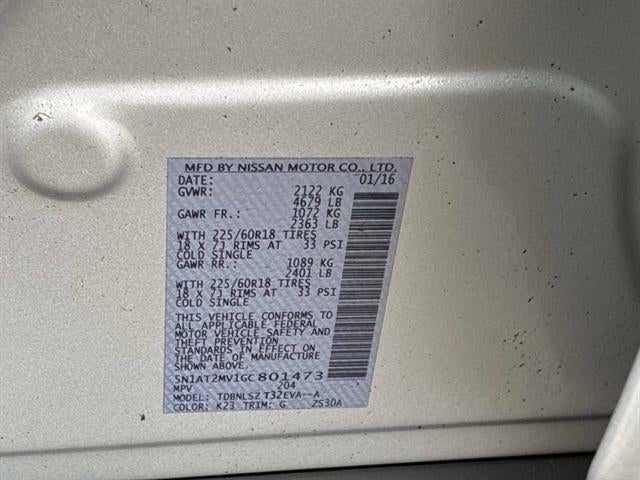 MFD BY NISSAN MOTOR CO., LTD.
DATE: 01/16
GVWR: 2122 KG
4679 LB
GAWR FR.: 1072 KG
2363 LB
WITH 225/60R18 TIRES
18 X 7J RIMS AT 33 PSI
COLD SINGLE
GAWR RR.: 1089 KG
2401 LB
WITH 225/60R18 TIRES
18 X 7J RIMS AT 33 PSI
COLD SINGLE
THIS VEHICLE CONFORMS TO
ALL APPLICABLE FEDERAL
MOTOR VEHICLE SAFETY AND
THEFT PREVENTION
STANDARDS IN EFFECT ON
THE DATE OF MANUFACTURE
SHOWN ABOVE.
5N1AT2MV1GC801473
MPV 204
MODEL: TDBNLSZ T32EVA--A
COLOR: K23 TRIM: G ZS30A